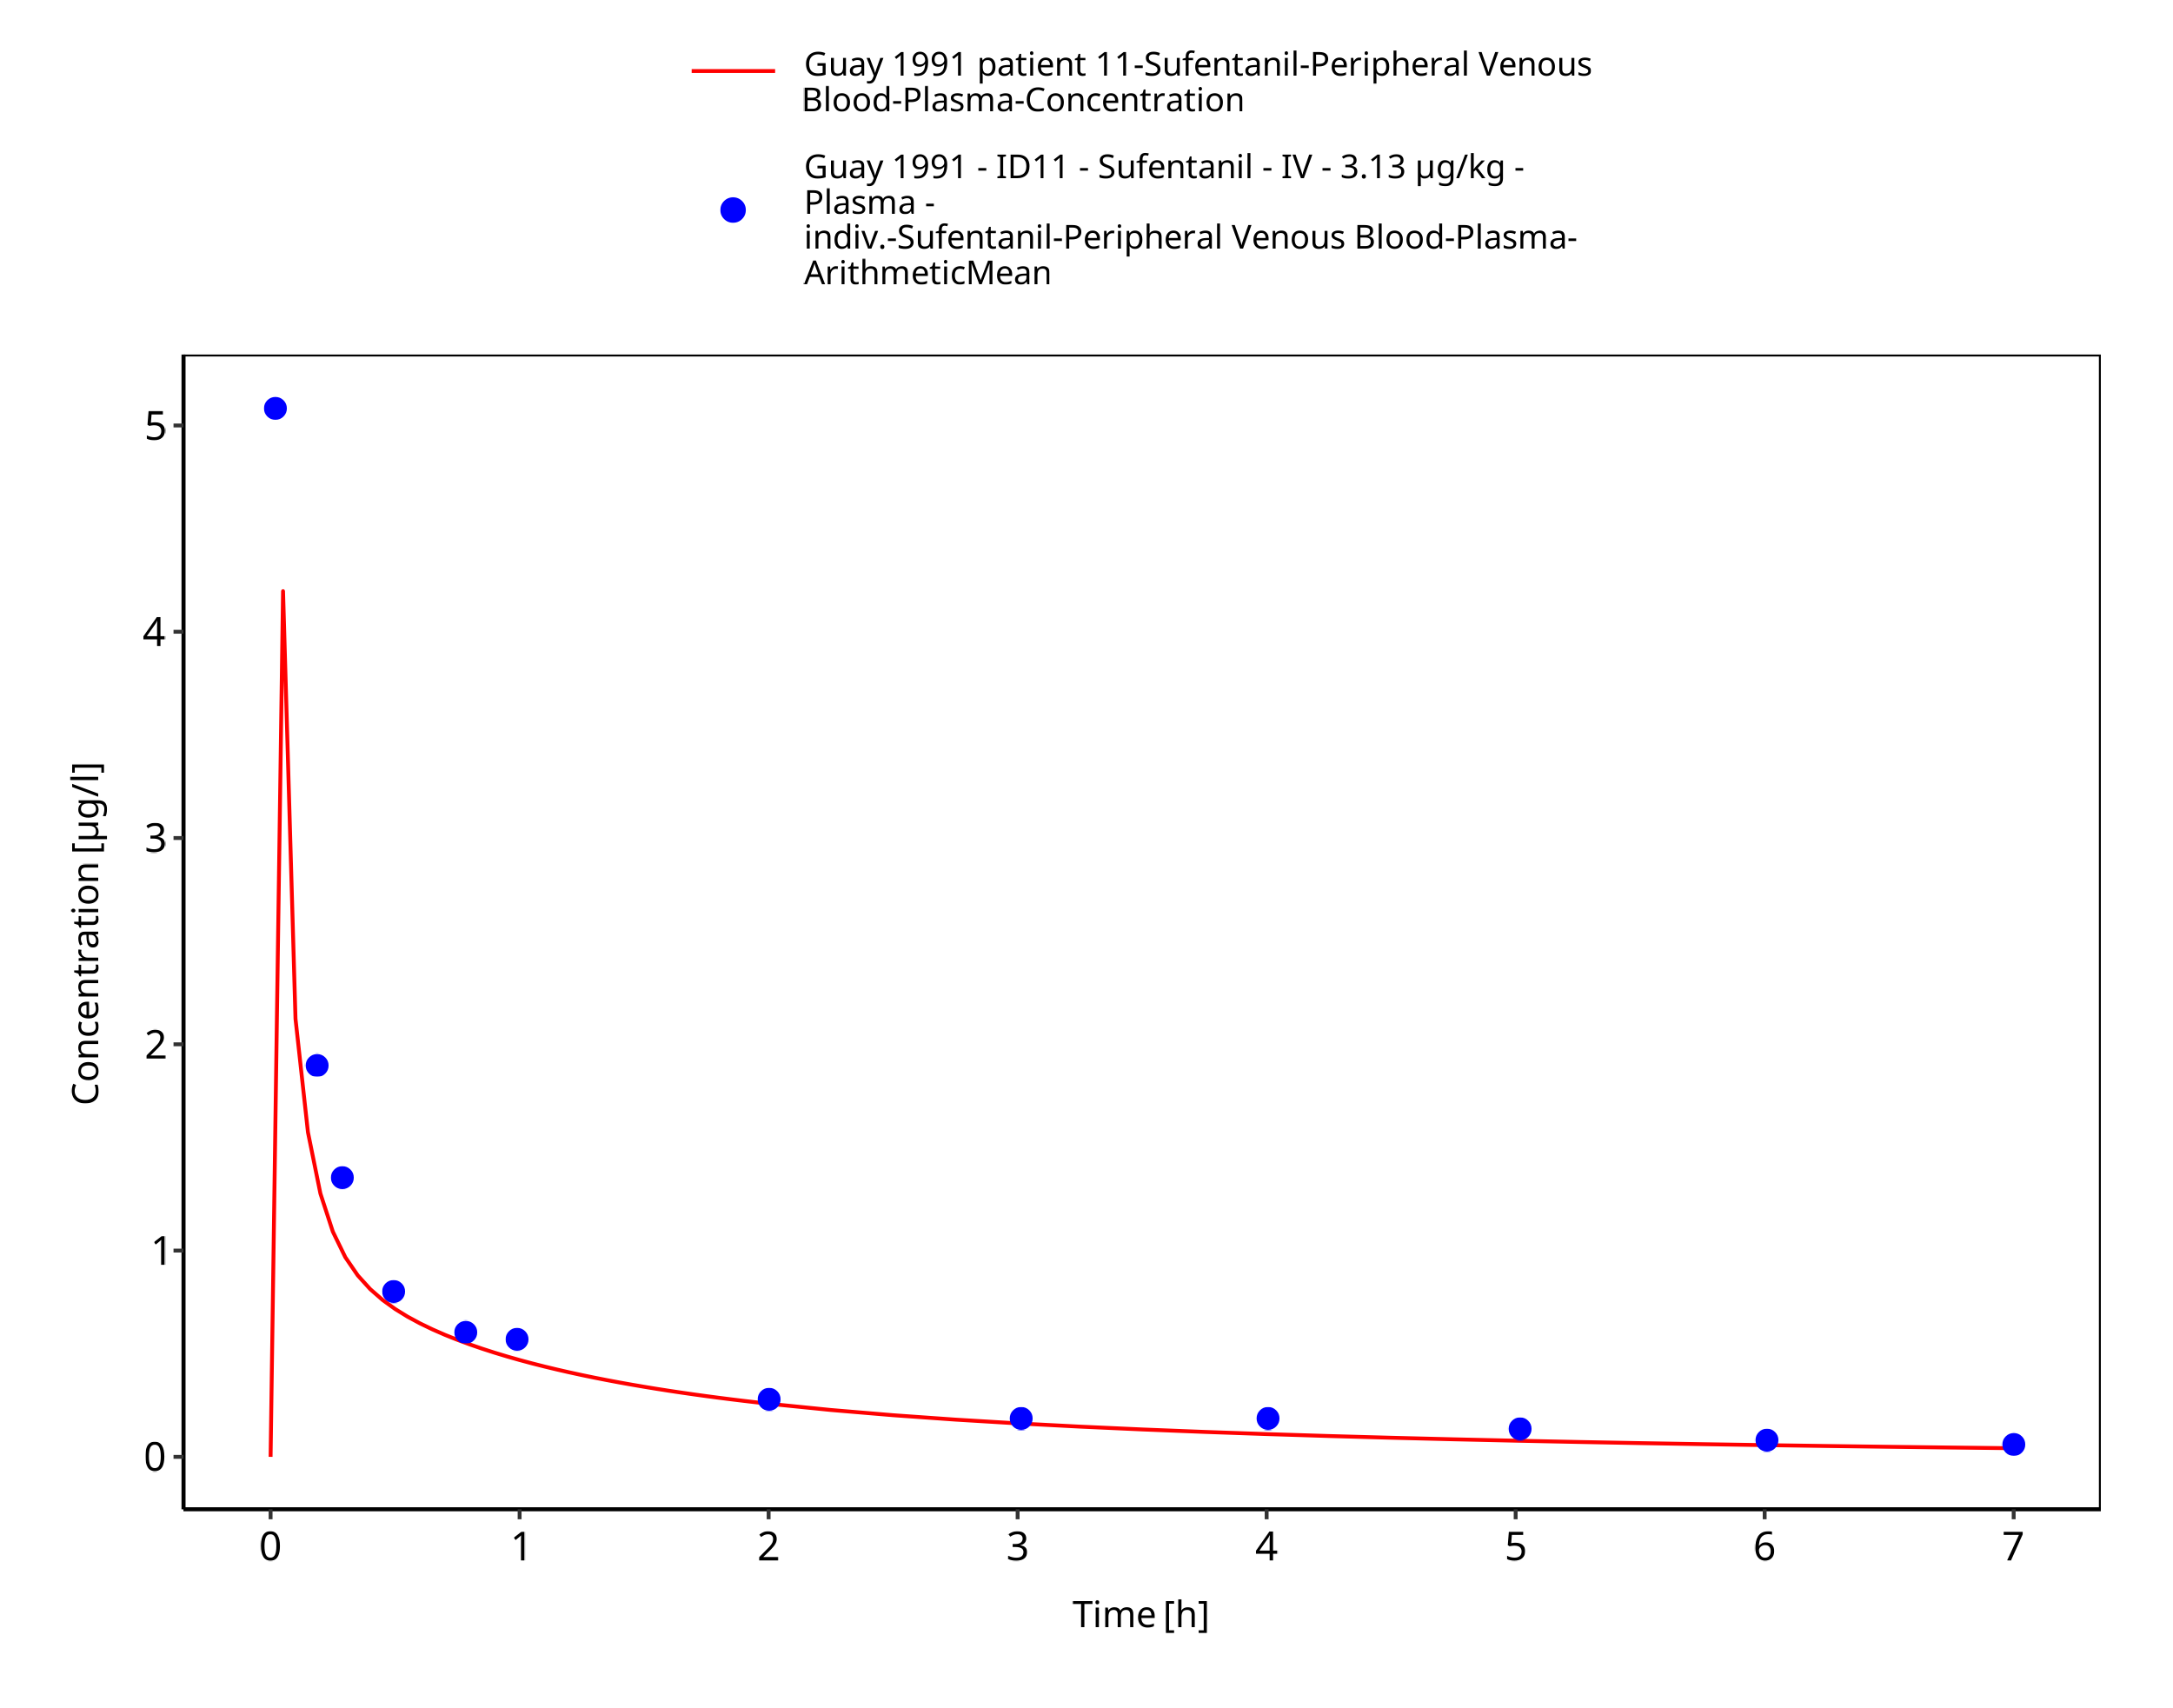 Guay 1991 patient 11-Sufentanil-Peripheral Venous
Blood-Plasma-Concentration
Guay 1991 - ID11 - Sufentanil - IV - 3.13 µg/kg -
Plasma -
indiv.-Sufentanil-Peripheral Venous Blood-Plasma-
ArithmeticMean
5
4
3
2
1
0
Concentration [µg/l]
0 1 2 3 4 5 6 7
Time [h]